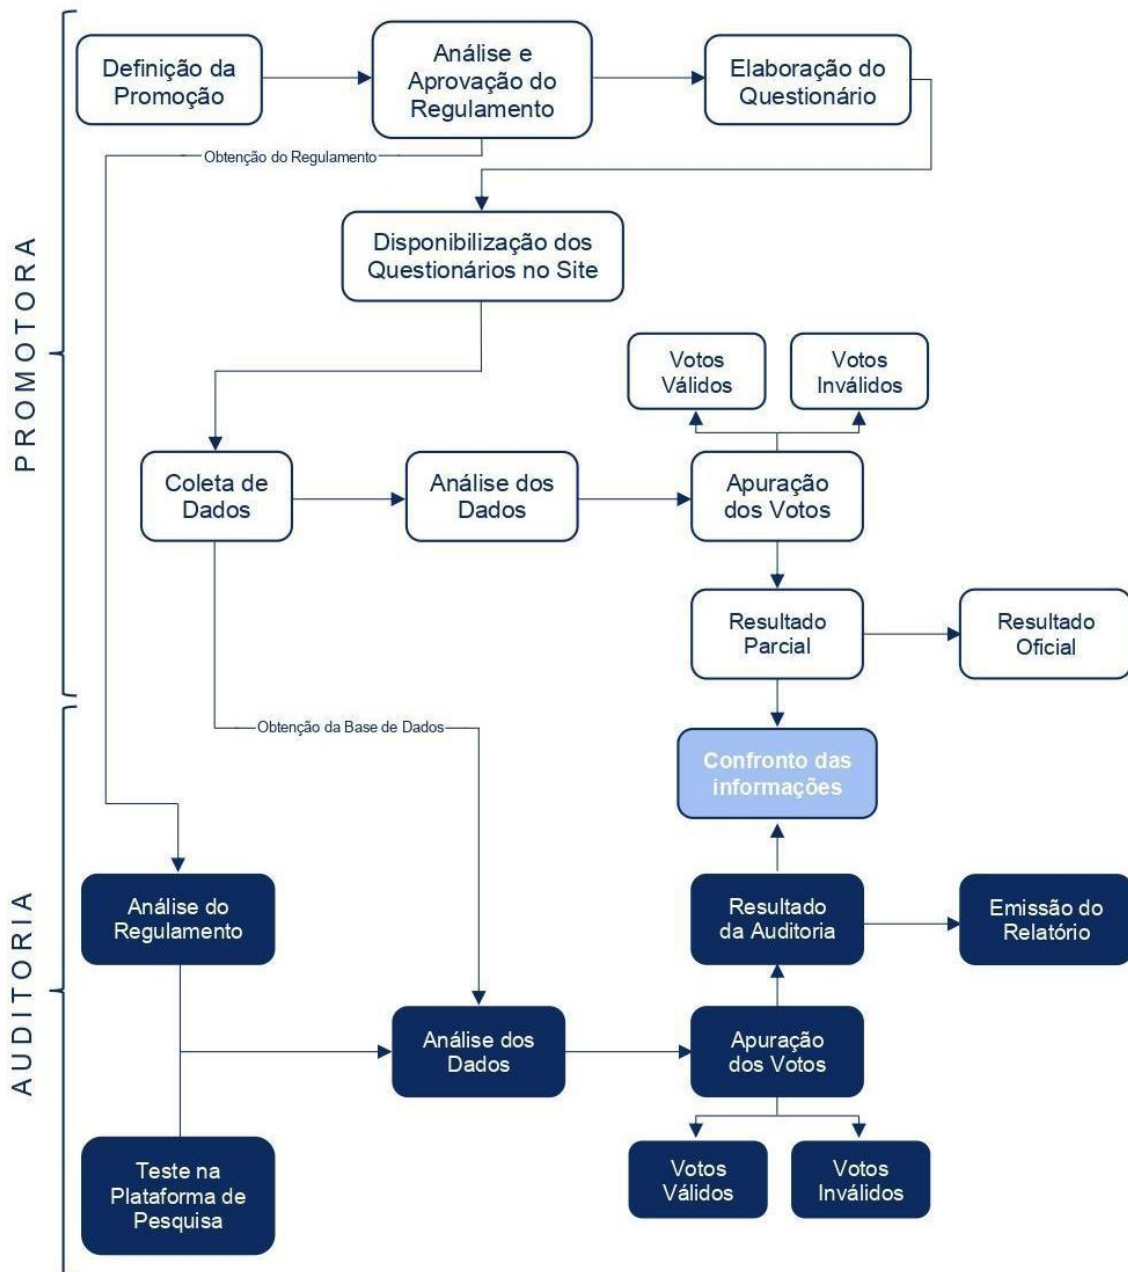 PROMOTORA
Definição da
Promoção
Análise e
Aprovação do
Regulamento
Elaboração do
Questionário
Obtenção do Regulamento
Disponibilização dos
Questionários no Site
Votos
Válidos
Votos
Inválidos
Coleta de
Dados
Análise dos
Dados
Apuração
dos Votos
Resultado
Parcial
Resultado
Oficial
AUDITORIA
Obtenção da Base de Dados
Confronto das
informações
Análise do
Regulamento
Resultado
da Auditoria
Emissão do
Relatório
Análise dos
Dados
Apuração
dos Votos
Teste na
Plataforma de
Pesquisa
Votos
Válidos
Votos
Inválidos